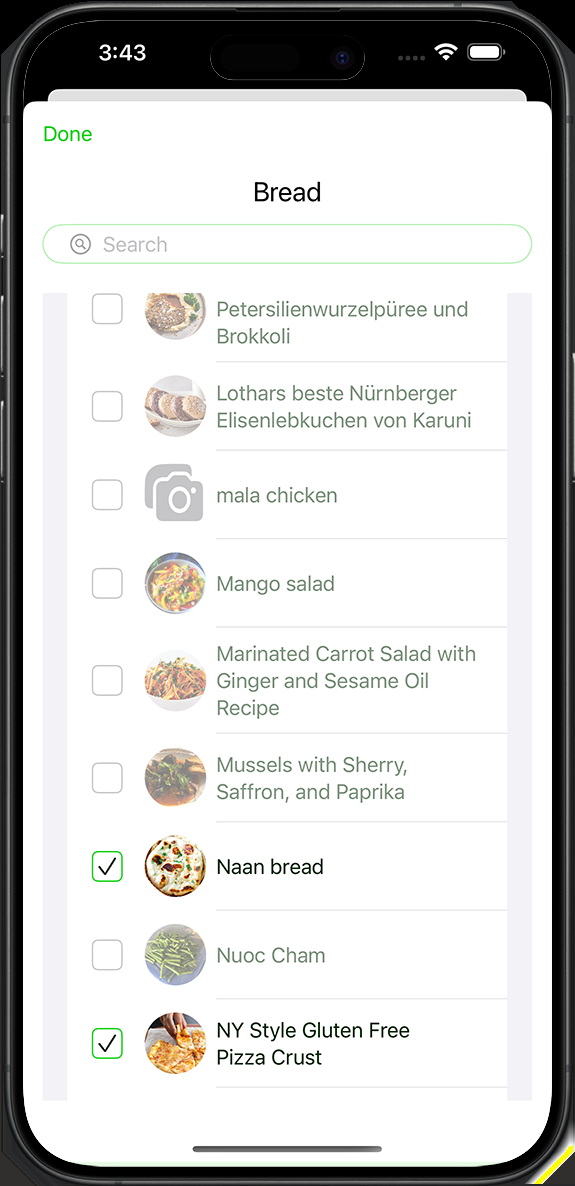 3:43
Done
Bread
Search
Petersilienwurzelpüree und
Brokkoli
Lothars beste Nürnberger
Elisenlebkuchen von Karuni
mala chicken
Mango salad
Marinated Carrot Salad with
Ginger and Sesame Oil
Recipe
Mussels with Sherry,
Saffron, and Paprika
Naan bread
Nuoc Cham
NY Style Gluten Free
Pizza Crust